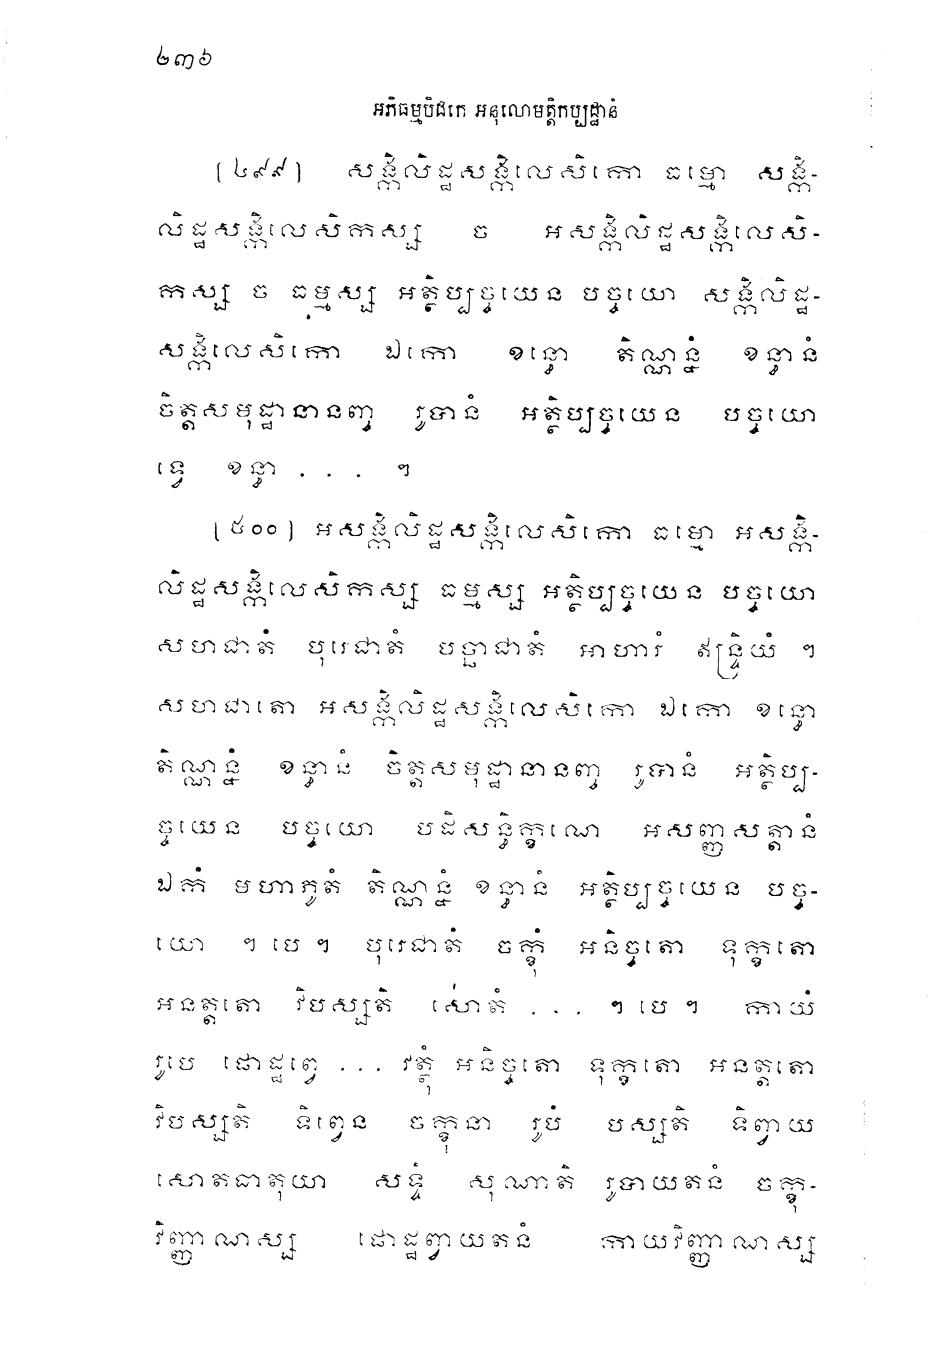 ២៣៦
អភិធម្មបិដកេ អនុលោមត្តិកប្បដ្ឋានំ
[៤៩៩] សង្កិលិដ្ឋសង្កិលេសិកោ ធម្មោ សង្កិ-
លិដ្ឋសង្កិលេសិកស្ស ច អសង្កិលិដ្ឋសង្កិលេសិ-
កស្ស ច ធម្មស្ស អត្ថិប្បច្ចយេន បច្ចយោ សង្កិលិដ្ឋ-
សង្កិលេសិកោ ឯកោ ខន្ធោ តិណ្ណន្នំ ខន្ធានំ
ចិត្តសមុដ្ឋានានញ្ច រូបានំ អត្ថិប្បច្ចយេន បច្ចយោ
ទ្វេ ខន្ធា . . . ។
[៥០០] អសង្កិលិដ្ឋសង្កិលេសិកោ ធម្មោ អសង្កិ-
លិដ្ឋសង្កិលេសិកស្ស ធម្មស្ស អត្ថិប្បច្ចយេន បច្ចយោ
សហជាតំ បុរេជាតំ បច្ឆាជាតំ អាហារំ ឥន្ទ្រិយំ ។
សហជាតោ អសង្កិលិដ្ឋសង្កិលេសិកោ ឯកោ ខន្ធោ
តិណ្ណន្នំ ខន្ធានំ ចិត្តសមុដ្ឋានានញ្ច រូបានំ អត្ថិប្ប-
ច្ចយេន បច្ចយោ បដិសន្ធិក្ខណេ អសញ្ញសត្តានំ
ឯកំ មហាភូតំ តិណ្ណន្នំ ខន្ធានំ អត្ថិប្បច្ចយេន បច្ច-
យោ ។ បេ ។ បុរេជាតំ ចក្ខុំ អនិច្ចតោ ទុក្ខតោ
អនត្តតោ វិបស្សតិ សោតំ . . . ។ បេ ។ កាយំ
រូបេ ផោដ្ឋព្វេ . . . វត្ថុំ អនិច្ចតោ ទុក្ខតោ អនត្តតោ
វិបស្សតិ ទិព្វេន ចក្ខុនា រូបំ បស្សតិ ទិព្វាយ
សោតធាតុយា សទ្ទំ សុណាតិ រូបាយតនំ ចក្ខុ-
វិញ្ញាណស្ស ផោដ្ឋព្វាយតនំ កាយវិញ្ញាណស្ស